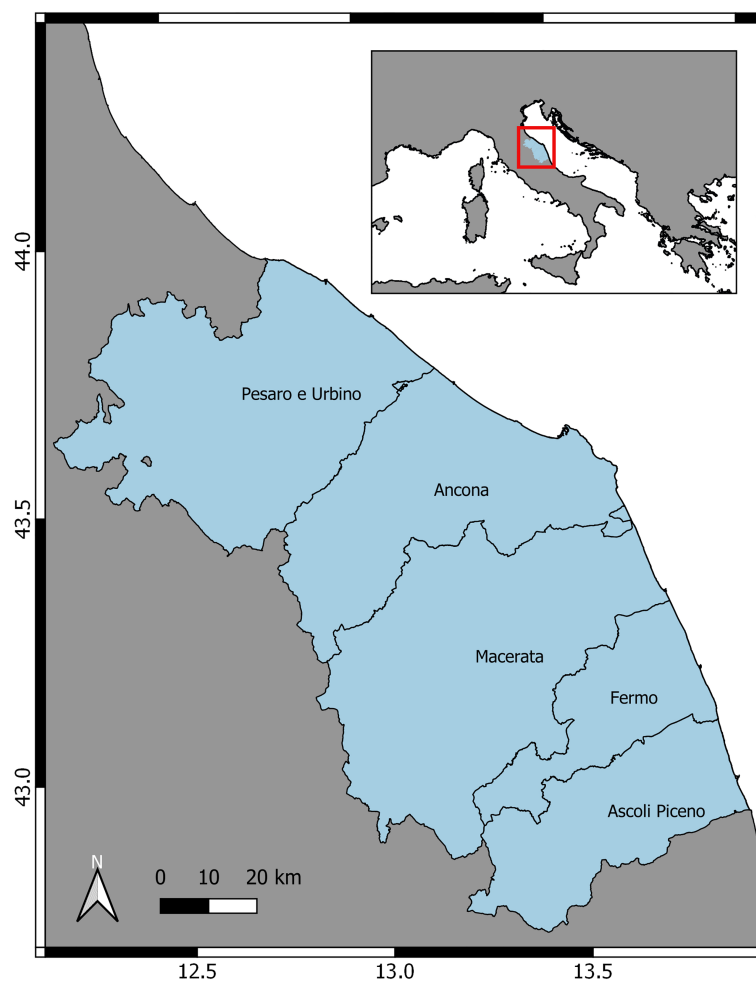 44.0
Pesaro e Urbino
Ancona
43.5
Macerata
Fermo
43.0
Ascoli Piceno
N
0 10 20 km
12.5 13.0 13.5